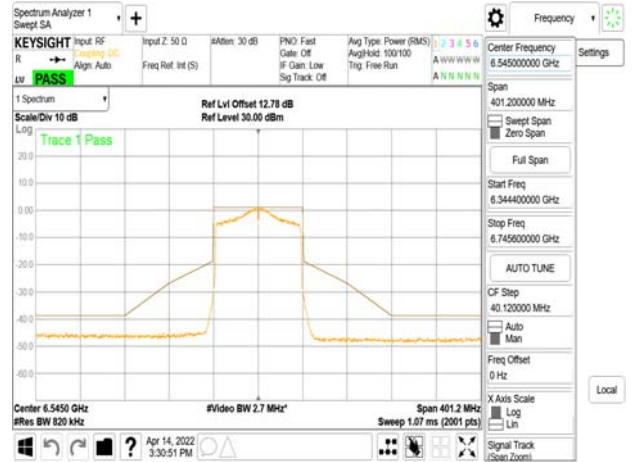 Spectrum Analyzer 1
Swept SA
+
Frequency
KEYSIGHT
R
LV PASS
Input: RF
Coupling: DC
Align: Auto
Input Z: 50 Ω
Freq Ref: Int (S)
#Atten: 30 dB
PNO: Fast
Gate: Off
IF Gain: Low
Sig Track: Off
Avg Type: Power (RMS)
Avg|Hold: 100/100
Trig: Free Run
1 2 3 4 5 6
A W W W W W
A N N N N N
Center Frequency
6.545000000 GHz
Settings
Span
401.200000 MHz
Swept Span
Zero Span
Full Span
Start Freq
6.344400000 GHz
Stop Freq
6.745600000 GHz
AUTO TUNE
CF Step
40.120000 MHz
Auto
Man
Freq Offset
0 Hz
X Axis Scale
Log
Lin
Signal Track
(Span Zoom)
Local
1 Spectrum
Scale/Div 10 dB
Ref Lvl Offset 12.78 dB
Ref Level 30.00 dBm
Log
Trace 1 Pass
20.0
10.0
0.00
-10.0
-20.0
-30.0
-40.0
-50.0
-60.0
Center 6.5450 GHz
#Res BW 820 kHz
#Video BW 2.7 MHz*
Span 401.2 MHz
Sweep 1.07 ms (2001 pts)
?
Apr 14, 2022
3:30:51 PM